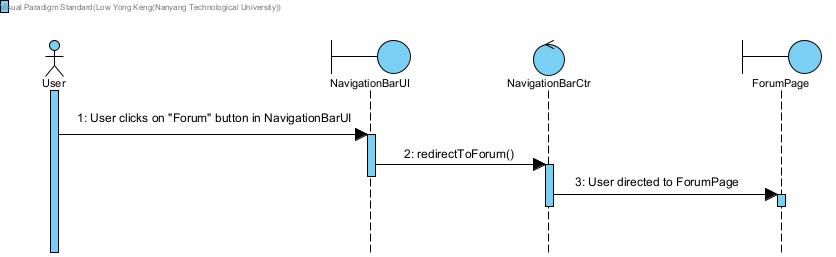 Visual Paradigm Standard(Low Yong Keng(Nanyang Technological University))
User
NavigationBarUI
NavigationBarCtr
ForumPage
1: User clicks on "Forum" button in NavigationBarUI
2: redirectToForum()
3: User directed to ForumPage